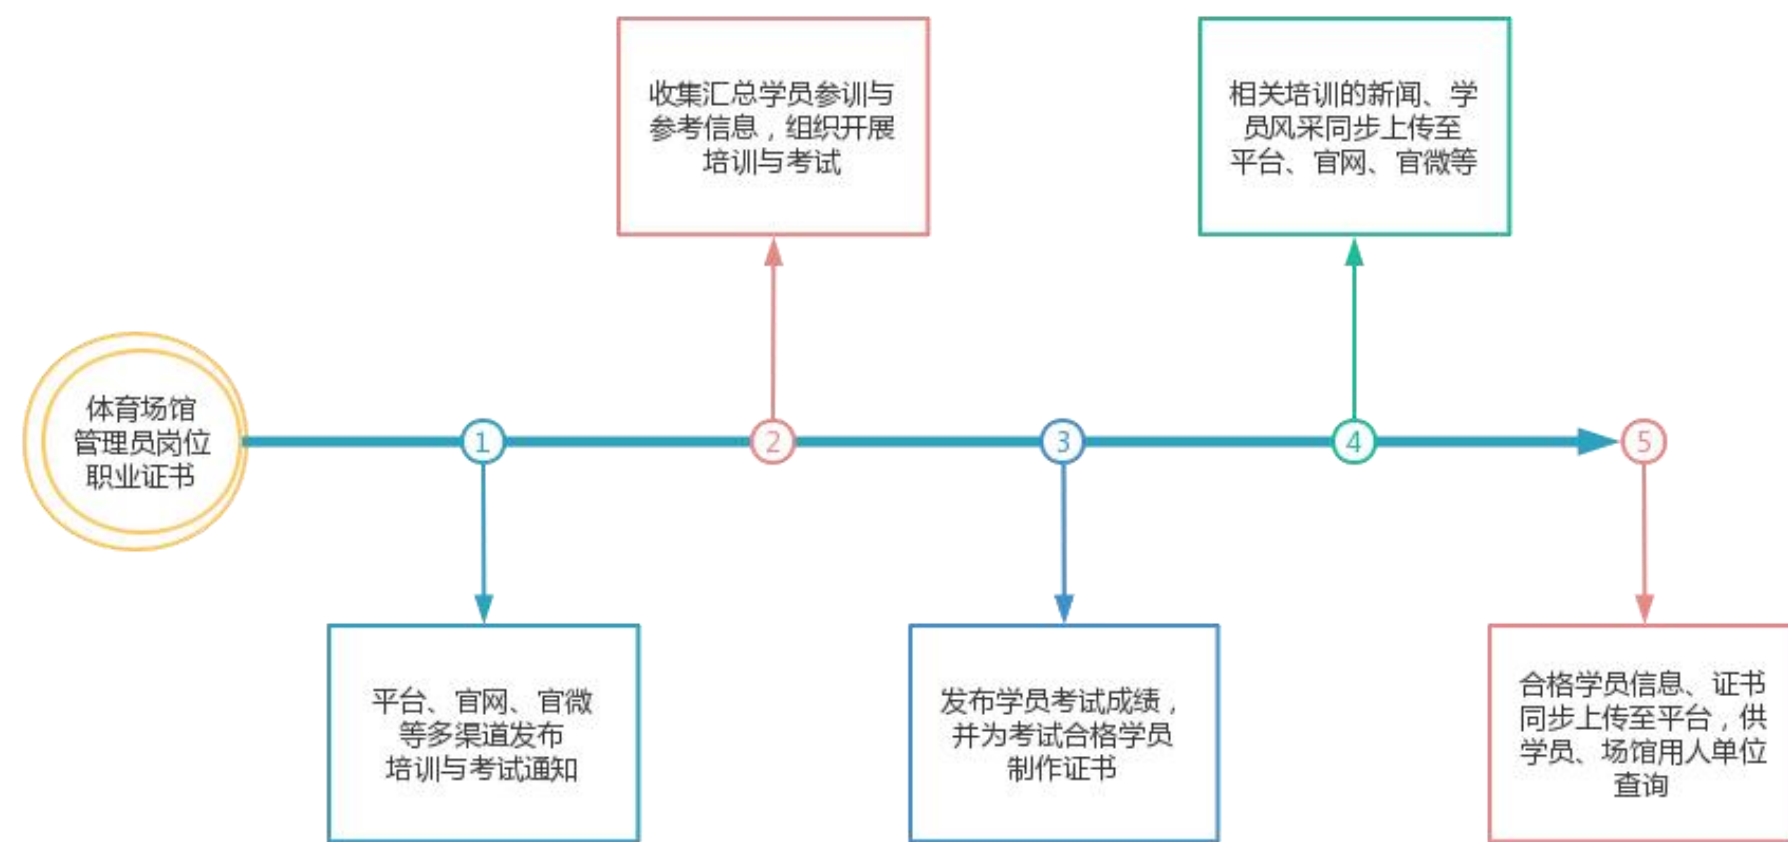 体育场馆
管理员岗位
职业证书
1
平台、官网、官微
等多渠道发布
培训与考试通知
2
收集汇总学员参训与
参考信息，组织开展
培训与考试
3
发布学员考试成绩，
并为考试合格学员
制作证书
4
相关培训的新闻、学
员风采同步上传至
平台、官网、官微等
5
合格学员信息、证书
同步上传至平台，供
学员、场馆用人单位
查询